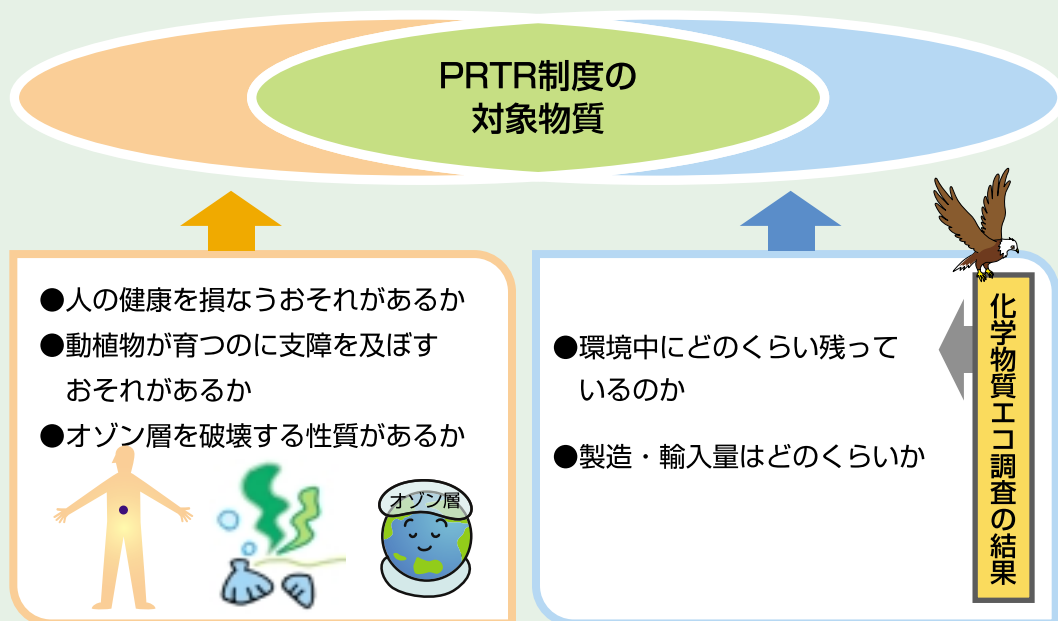 PRTR制度の
対象物質
●人の健康を損なうおそれがあるか
●動植物が育つのに支障を及ぼす
おそれがあるか
●オゾン層を破壊する性質があるか
オゾン層
●環境中にどのくらい残って
いるのか
●製造・輸入量はどのくらいか
化学物質エコ調査の結果